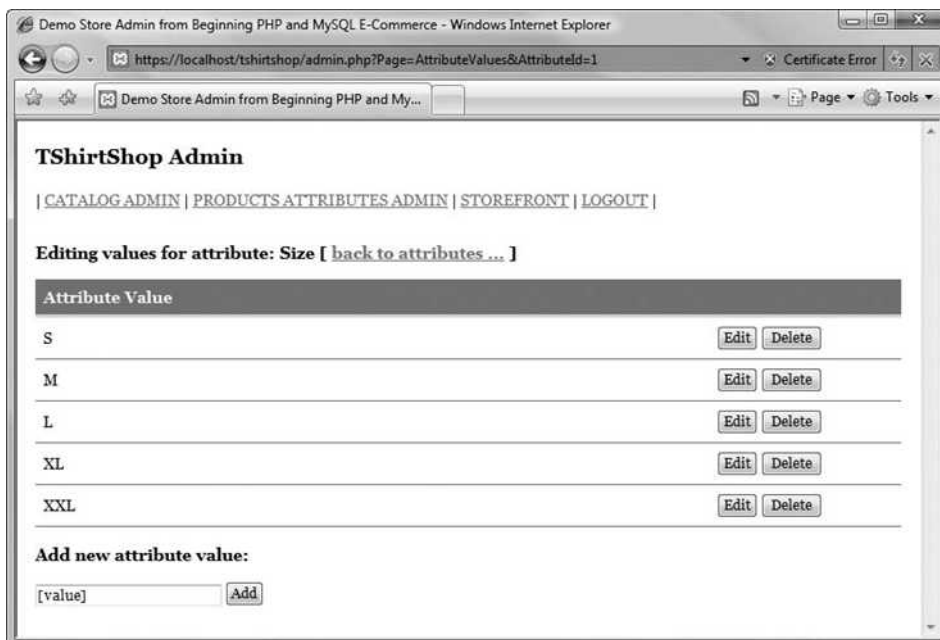 Demo Store Admin from Beginning PHP and MySQL E-Commerce - Windows Internet Explorer
https://localhost/tshirtshop/admin.php?Page=AttributeValues&AttributeId=1
Certificate Error
Demo Store Admin from Beginning PHP and My...
Page
Tools
TShirtShop Admin
| CATALOG ADMIN | PRODUCTS ATTRIBUTES ADMIN | STOREFRONT | LOGOUT |
Editing values for attribute: Size [ back to attributes ... ]
Attribute Value
S Edit Delete
M Edit Delete
L Edit Delete
XL Edit Delete
XXL Edit Delete
Add new attribute value:
[value] Add